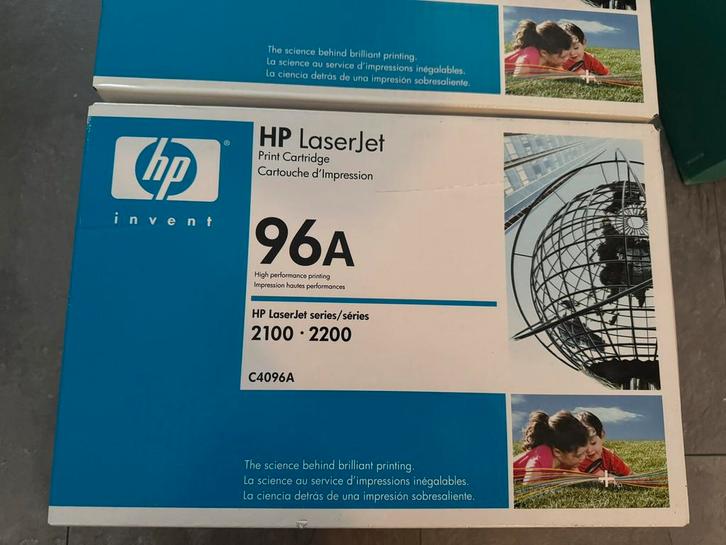 The science behind brilliant printing.
La science au service d'impressions inégalables.
La ciencia detrás de una impresión sobresaliente.
hp
®
invent
HP LaserJet
Print Cartridge
Cartouche d'Impression
96A
High performance printing
Impression hautes performances
HP LaserJet series/séries
2100 · 2200
C4096A
The science behind brilliant printing.
La science au service d'impressions inégalables.
La ciencia detrás de una impresión sobresaliente.